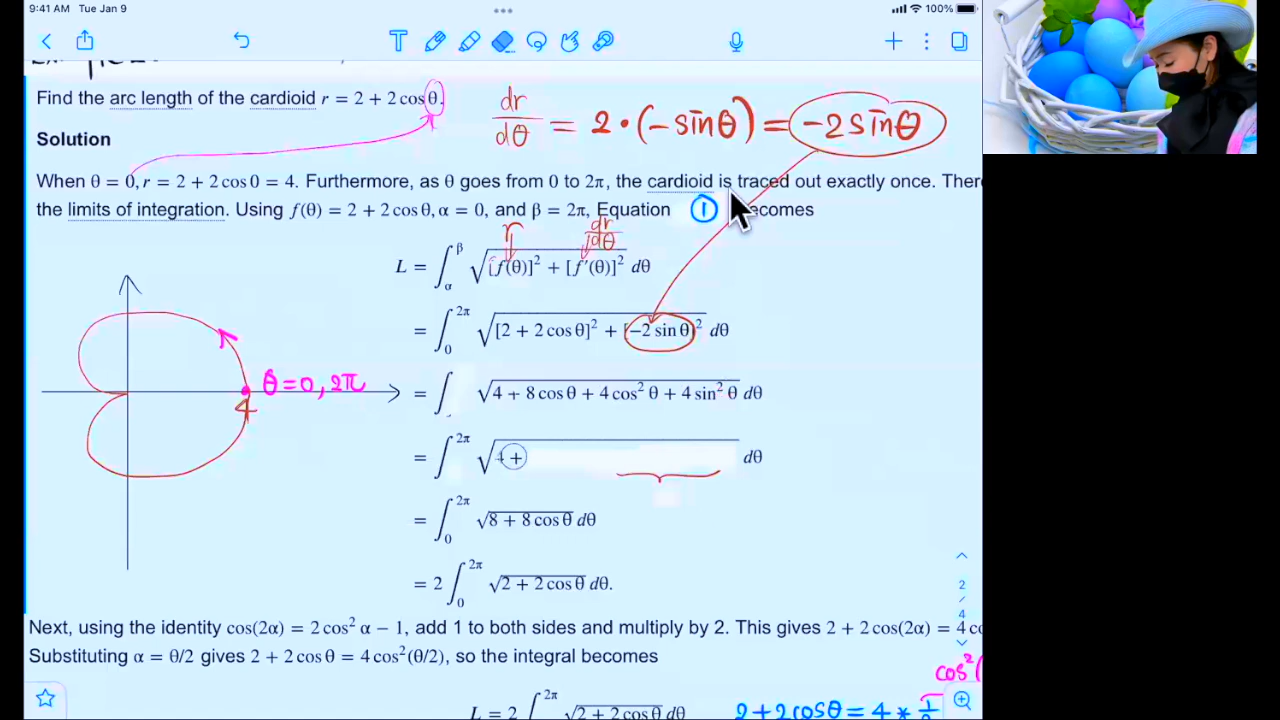 9:41 AM Tue Jan 9
100%
Find the arc length of the cardioid r = 2 + 2 cos θ.
dr/dθ = 2 · (-sinθ) = -2sinθ
Solution
When θ = 0, r = 2 + 2 cos 0 = 4. Furthermore, as θ goes from 0 to 2π, the cardioid is traced out exactly once. Ther
the limits of integration. Using f(θ) = 2 + 2 cos θ, α = 0, and β = 2π, Equation ① ecomes
r dr/dθ
L = ∫_α^β √([f(θ)]² + [f′(θ)]²) dθ
= ∫_0^2π √([2 + 2 cos θ]² + [−2 sin θ]²) dθ
= ∫ √(4 + 8 cos θ + 4 cos² θ + 4 sin² θ) dθ
θ=0, 2π
4
= ∫_0^2π √(4 + dθ
= ∫_0^2π √(8 + 8 cos θ) dθ
= 2 ∫_0^2π √(2 + 2 cos θ) dθ.
2
/
4
Next, using the identity cos(2α) = 2 cos² α − 1, add 1 to both sides and multiply by 2. This gives 2 + 2 cos(2α) = 4 c
Substituting α = θ/2 gives 2 + 2 cos θ = 4 cos²(θ/2), so the integral becomes
cos²(
L = 2 ∫^2π √(2 + 2 cos θ) dθ
2+2cosθ = 4 *